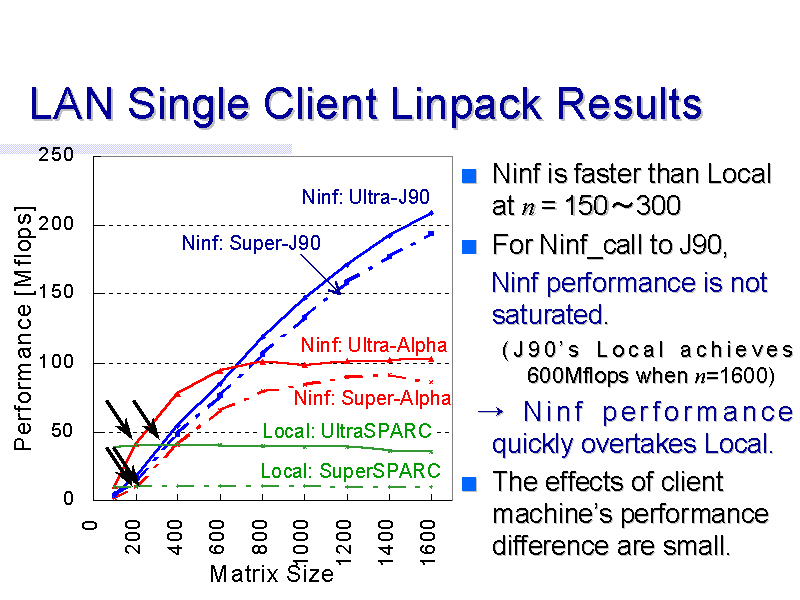 LAN Single Client Linpack Results
250
200
150
100
50
0
Performance [Mflops]
0
200
400
600
800
1000
1200
1400
1600
Matrix Size
Ninf: Ultra-J90
Ninf: Super-J90
Ninf: Ultra-Alpha
Ninf: Super-Alpha
Local: UltraSPARC
Local: SuperSPARC
■ Ninf is faster than Local
at n = 150～300
■ For Ninf_call to J90,
Ninf performance is not
saturated.
(J90's Local achieves
600Mflops when n=1600)
→ Ninf performance
quickly overtakes Local.
■ The effects of client
machine's performance
difference are small.